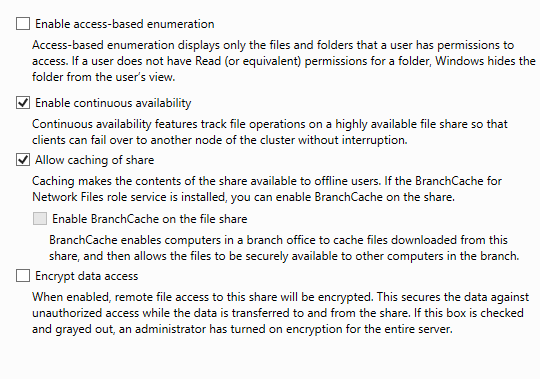 Enable access-based enumeration
Access-based enumeration displays only the files and folders that a user has permissions to
access. If a user does not have Read (or equivalent) permissions for a folder, Windows hides the
folder from the user's view.
Enable continuous availability
Continuous availability features track file operations on a highly available file share so that
clients can fail over to another node of the cluster without interruption.
Allow caching of share
Caching makes the contents of the share available to offline users. If the BranchCache for
Network Files role service is installed, you can enable BranchCache on the share.
Enable BranchCache on the file share
BranchCache enables computers in a branch office to cache files downloaded from this
share, and then allows the files to be securely available to other computers in the branch.
Encrypt data access
When enabled, remote file access to this share will be encrypted. This secures the data against
unauthorized access while the data is transferred to and from the share. If this box is checked
and grayed out, an administrator has turned on encryption for the entire server.